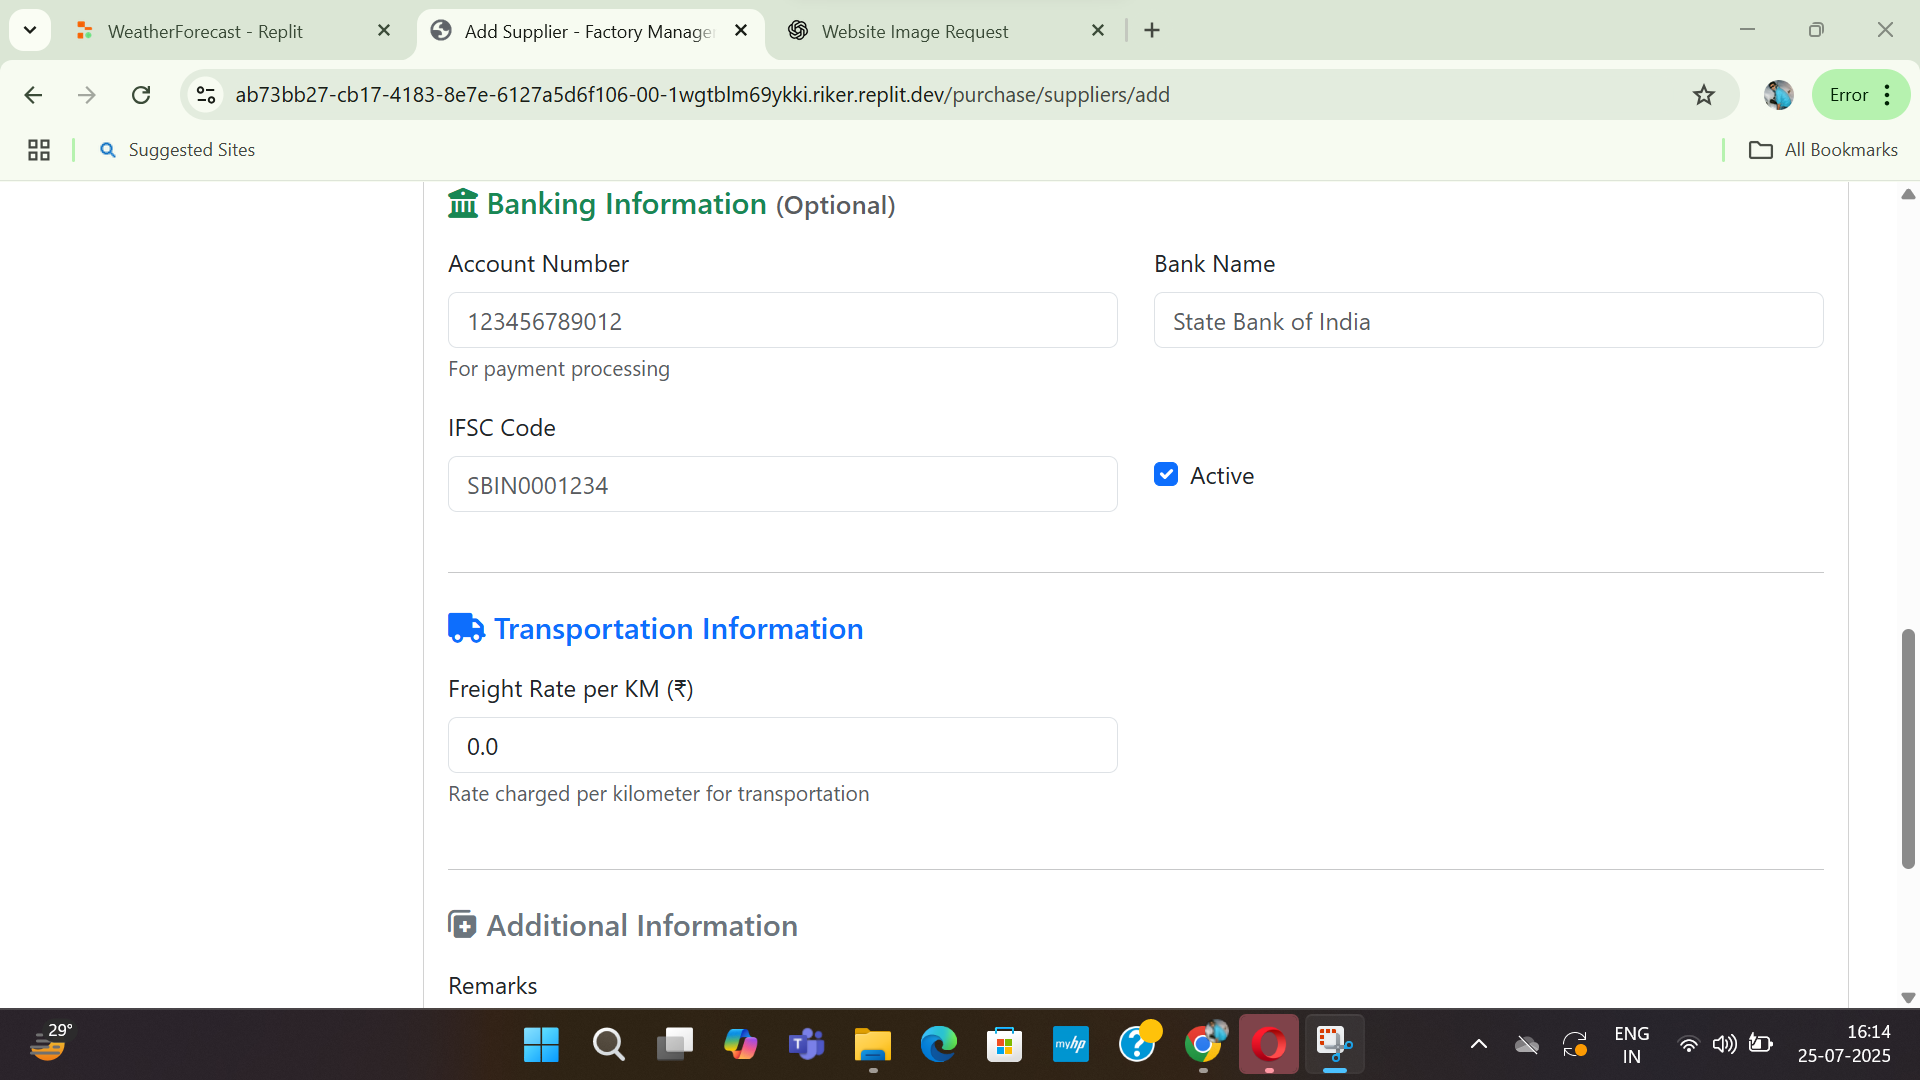 WeatherForecast - Replit
Add Supplier - Factory Manage
Website Image Request
ab73bb27-cb17-4183-8e7e-6127a5d6f106-00-1wgtblm69ykki.riker.replit.dev/purchase/suppliers/add
Error
Suggested Sites
All Bookmarks
Banking Information (Optional)
Account Number
Bank Name
123456789012
State Bank of India
For payment processing
IFSC Code
SBIN0001234
Active
Transportation Information
Freight Rate per KM (₹)
0.0
Rate charged per kilometer for transportation
Additional Information
Remarks
29°
myhp
ENG
IN
16:14
25-07-2025